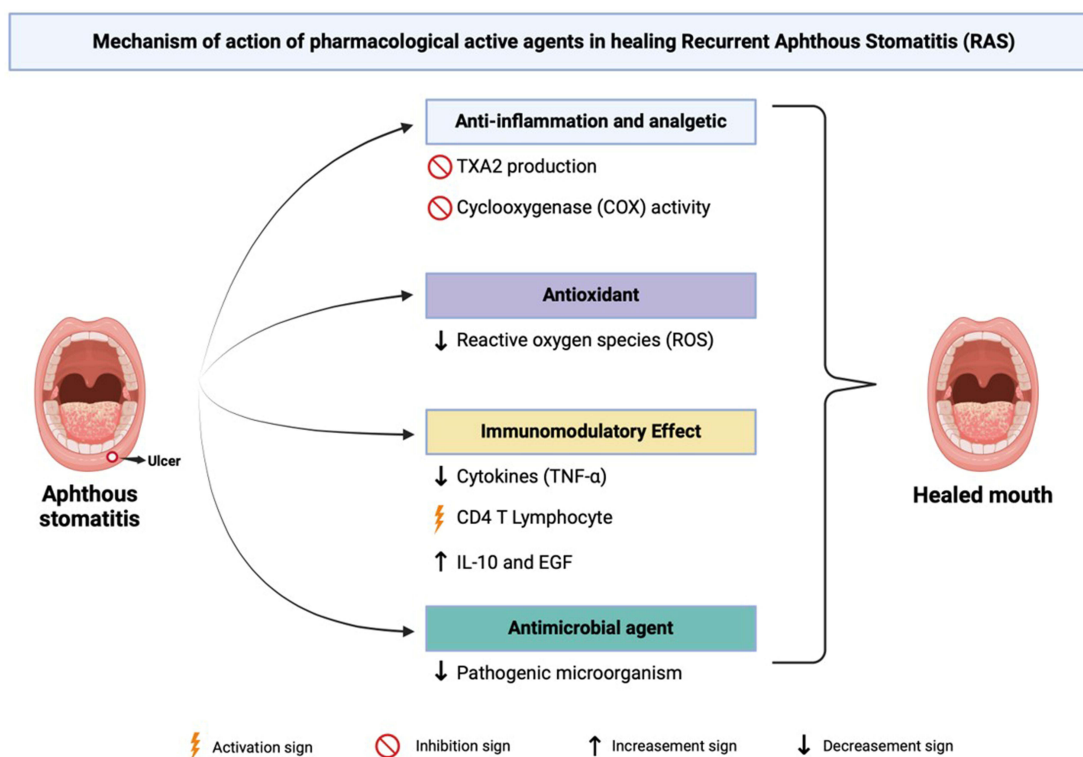 Mechanism of action of pharmacological active agents in healing Recurrent Aphthous Stomatitis (RAS)
Anti-inflammation and analgetic
TXA2 production
Cyclooxygenase (COX) activity
Antioxidant
↓ Reactive oxygen species (ROS)
Immunomodulatory Effect
↓ Cytokines (TNF-α)
CD4 T Lymphocyte
↑ IL-10 and EGF
Antimicrobial agent
↓ Pathogenic microorganism
Ulcer
Aphthous
stomatitis
Healed mouth
Activation sign
Inhibition sign
↑ Increasement sign
↓ Decreasement sign